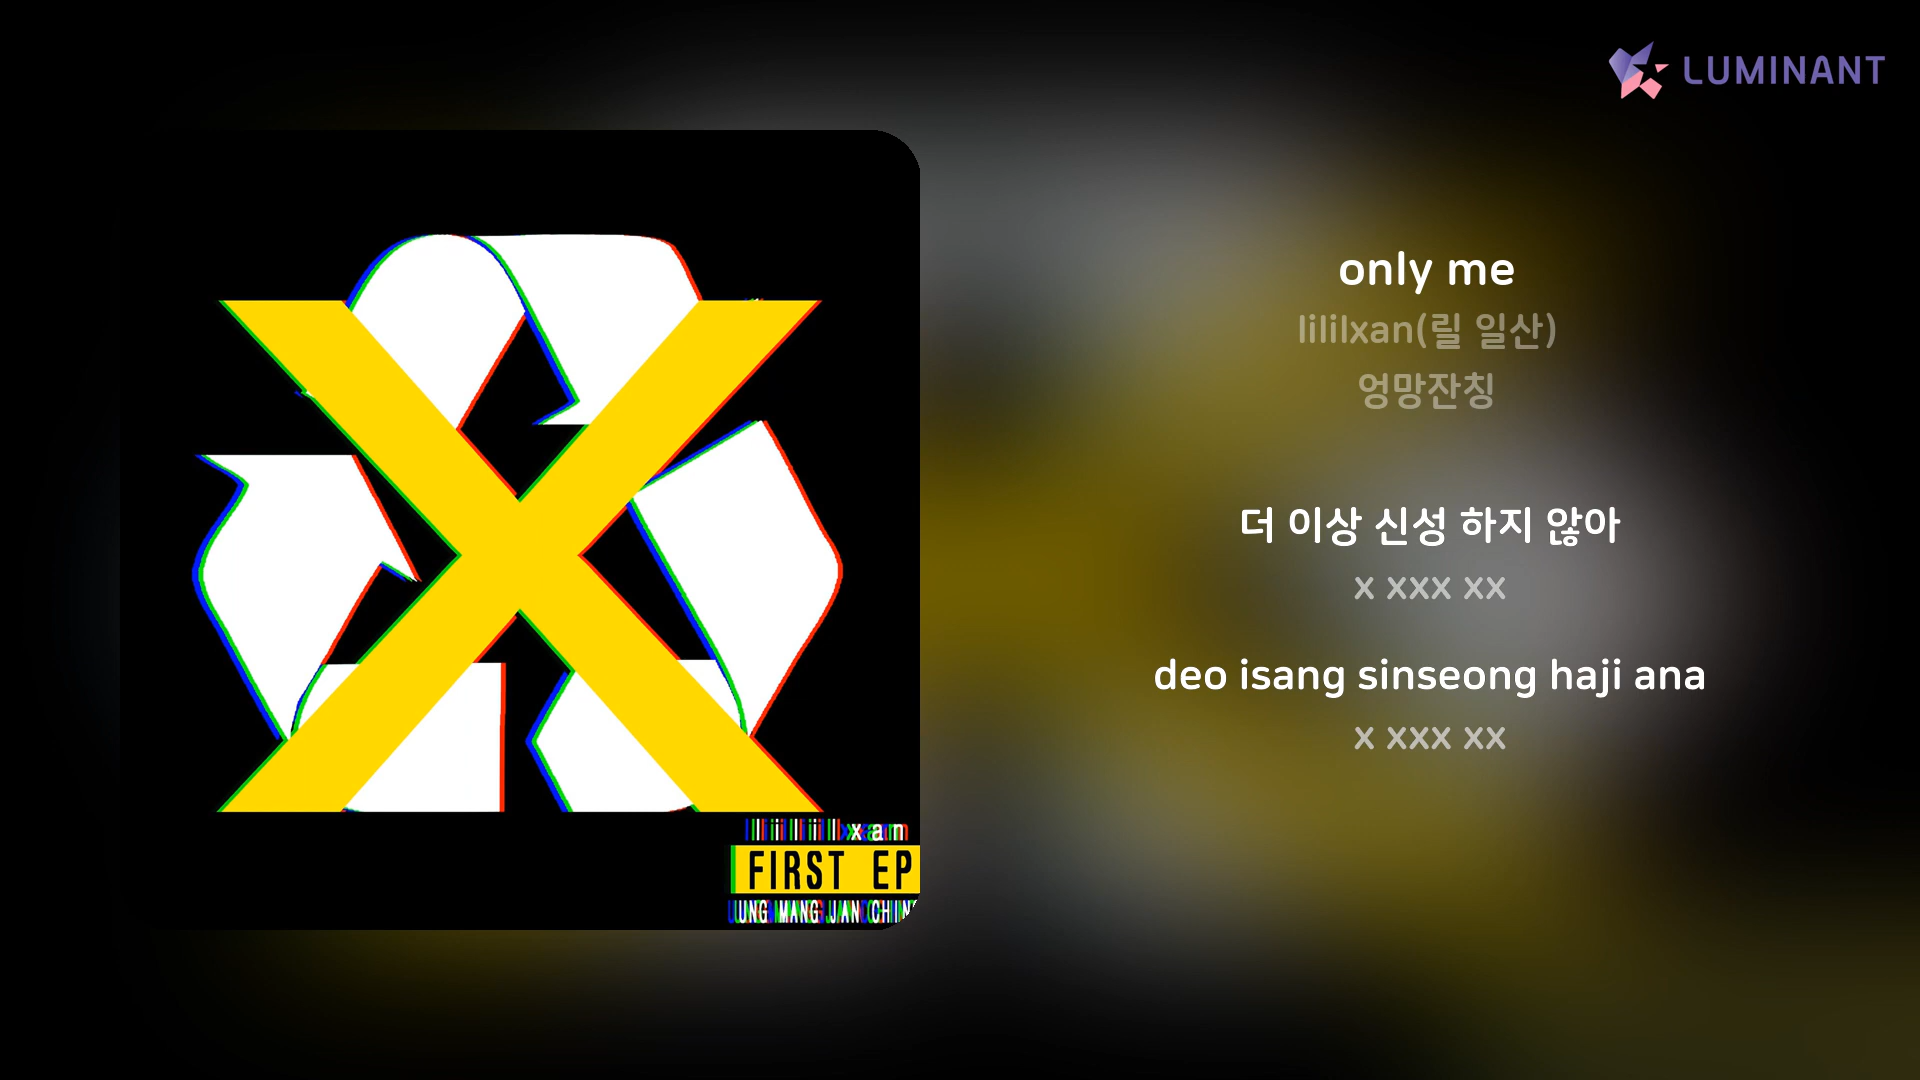 LUMINANT
only me
lililxan(릴 일산)
엉망잔칭
더 이상 신성 하지 않아
x xxx xx
deo isang sinseong haji ana
x xxx xx
lililxan
FIRST EP
UNG MANG JAN CHING